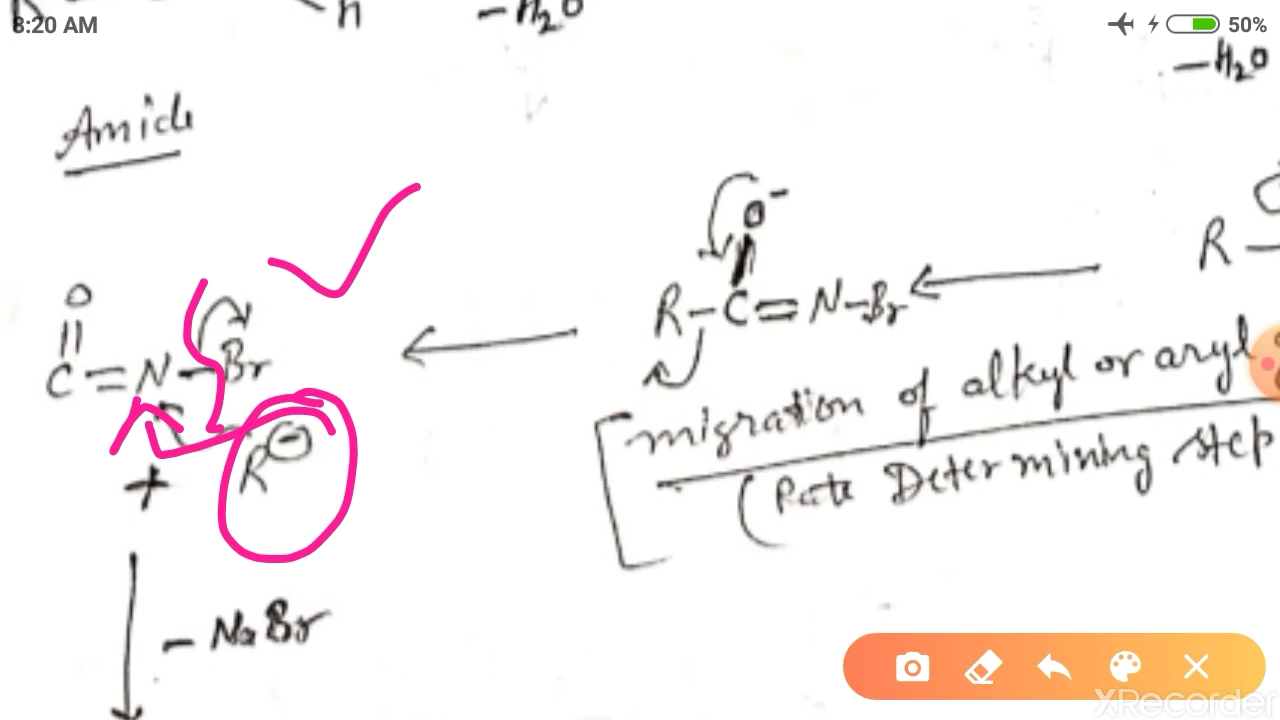 8:20 AM
50%
R
H
-H2O
-H2O
Amide
O
||
C=N-Br
+
R⊖
-NaBr
O-
||
R-C=N-Br
R-
migration of alkyl or aryl
(Rate Determining step
XRecorder